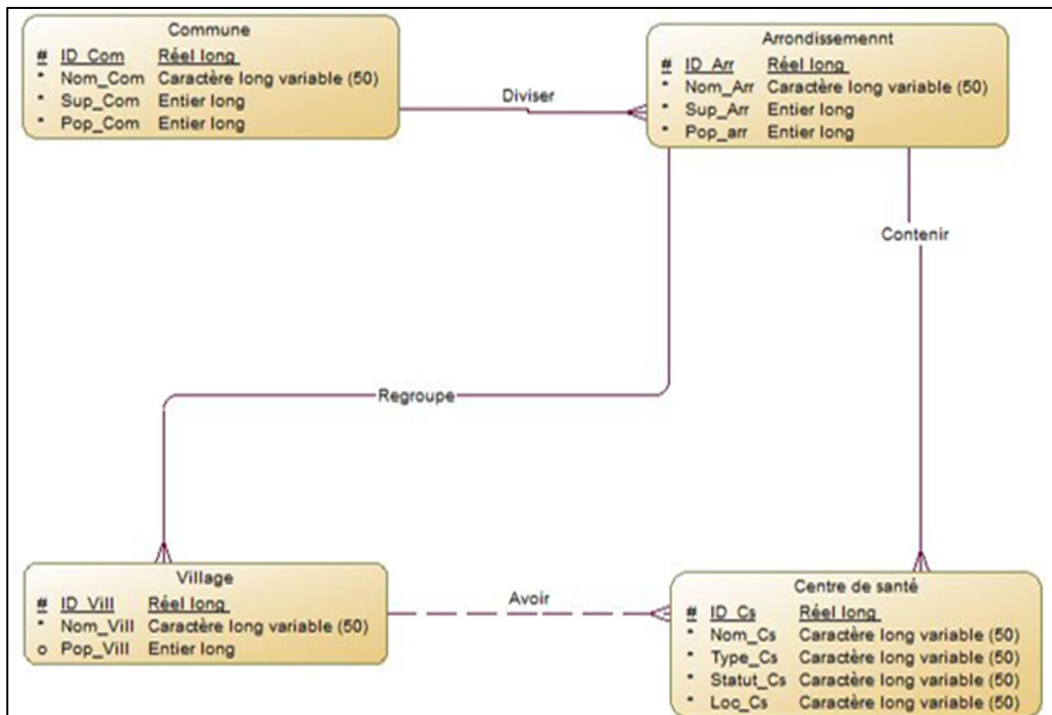 Commune
# ID_Com Réel long
* Nom_Com Caractère long variable (50)
* Sup_Com Entier long
* Pop_Com Entier long
Diviser
Arrondissemennt
# ID_Arr Réel long
* Nom_Arr Caractère long variable (50)
* Sup_Arr Entier long
* Pop_arr Entier long
Contenir
Regroupe
Village
# ID_Vill Réel long
* Nom_Vill Caractère long variable (50)
o Pop_Vill Entier long
Avoir
Centre de santé
# ID_Cs Réel long
* Nom_Cs Caractère long variable (50)
* Type_Cs Caractère long variable (50)
* Statut_Cs Caractère long variable (50)
* Loc_Cs Caractère long variable (50)